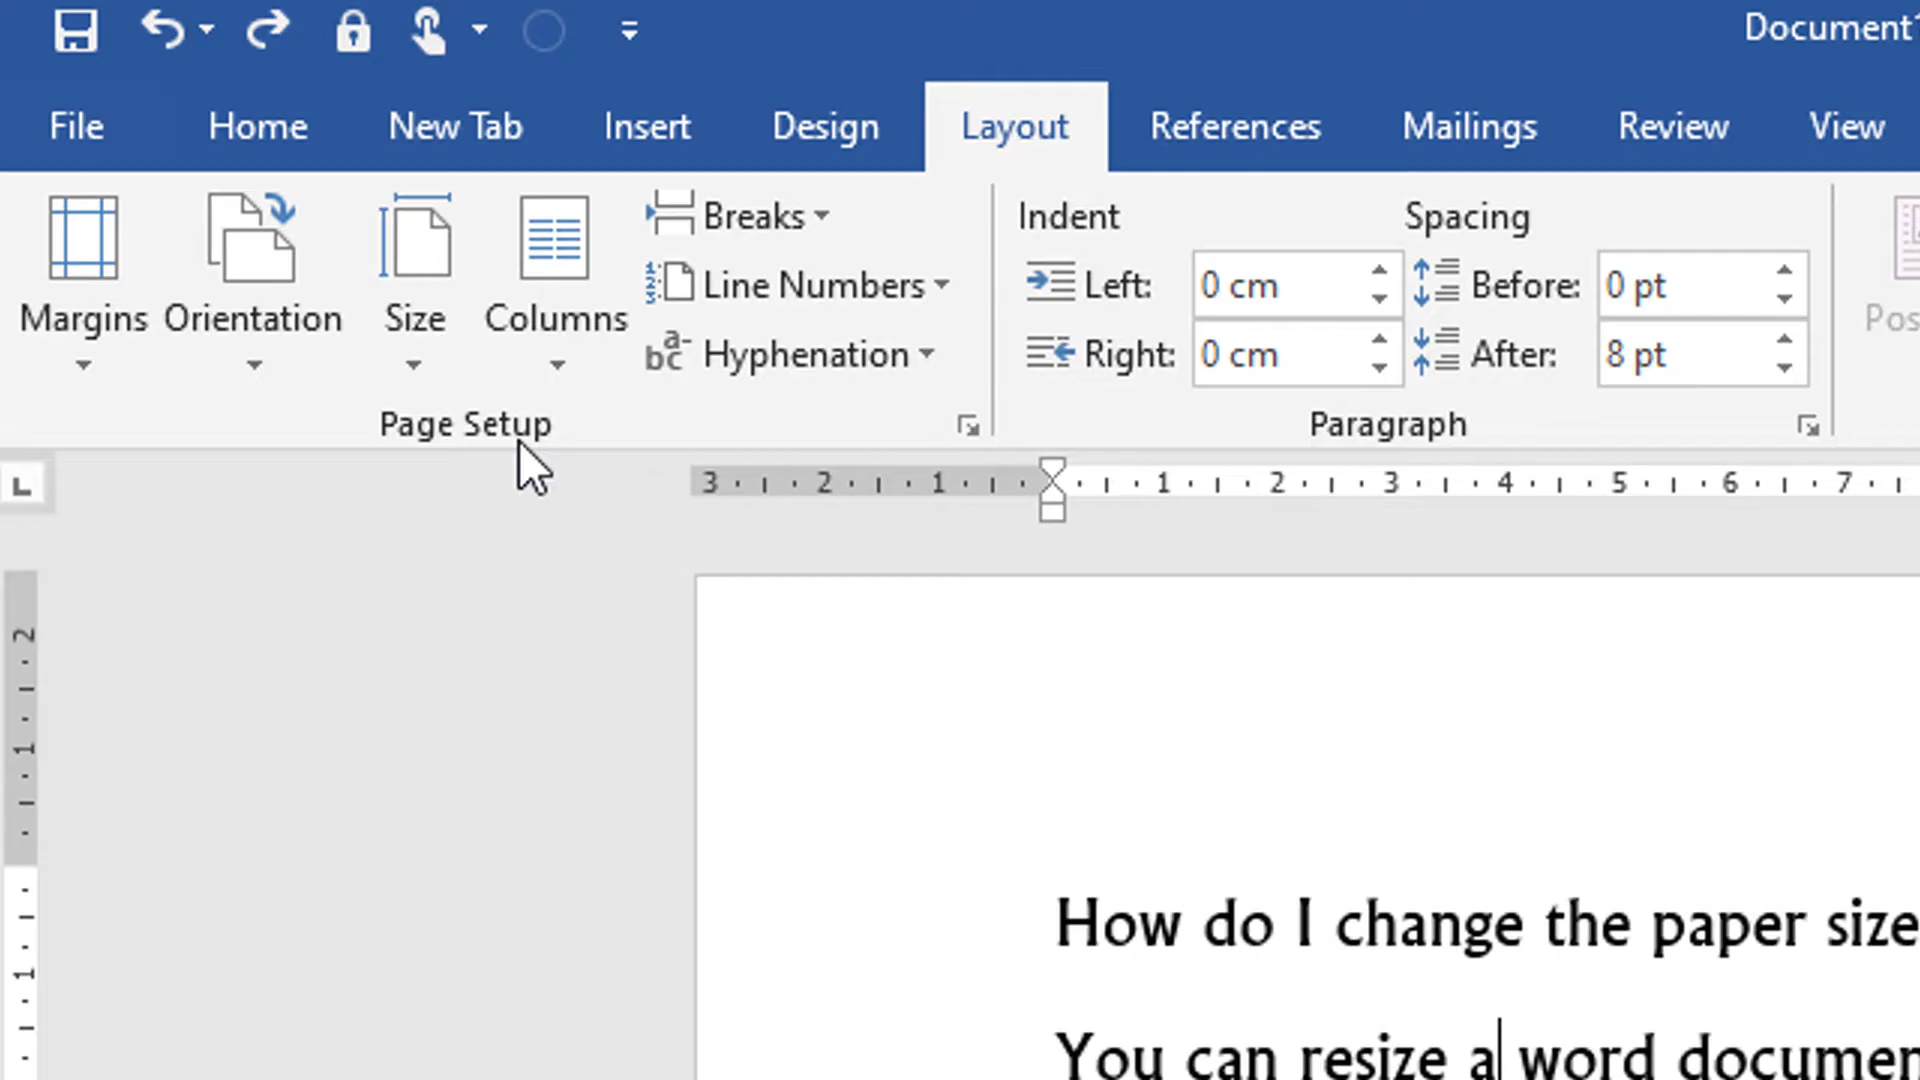 Document1
File Home New Tab Insert Design Layout References Mailings Review View
Breaks Indent Spacing
Line Numbers Left: 0 cm Before: 0 pt
Margins Orientation Size Columns
Hyphenation Right: 0 cm After: 8 pt
Page Setup Paragraph
3 2 1 1 2 3 4 5 6 7
2
1
1
How do I change the paper size
You can resize a word documen